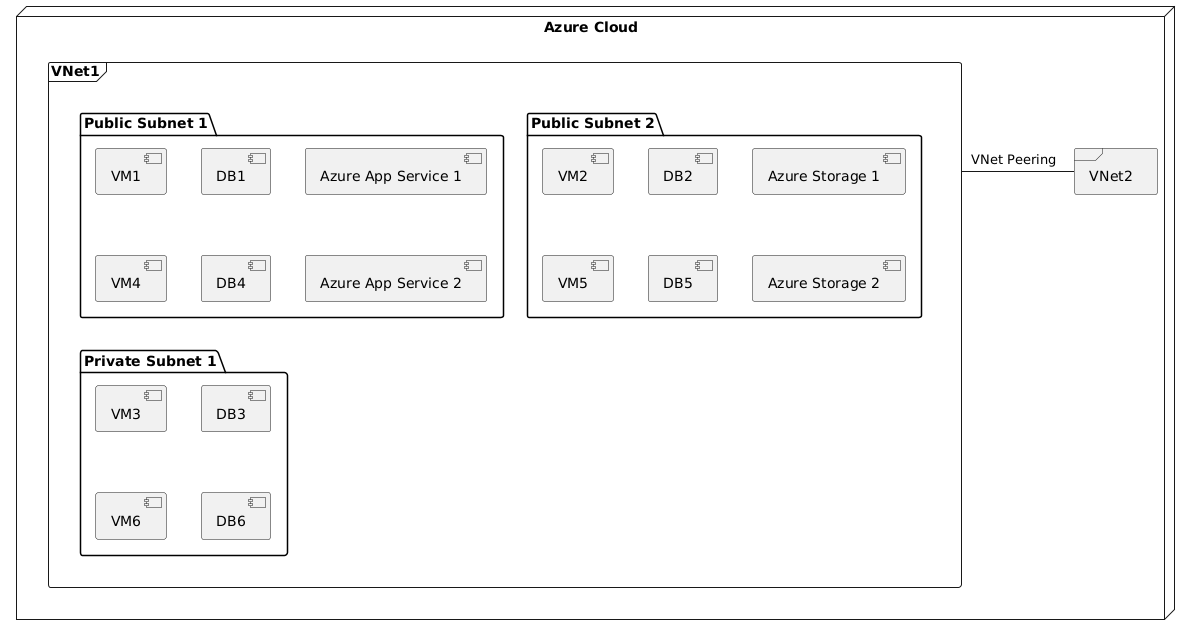 Azure Cloud
VNet1
Public Subnet 1
Public Subnet 2
VM1
DB1
Azure App Service 1
VM2
DB2
Azure Storage 1
VNet Peering
VNet2
VM4
DB4
Azure App Service 2
VM5
DB5
Azure Storage 2
Private Subnet 1
VM3
DB3
VM6
DB6